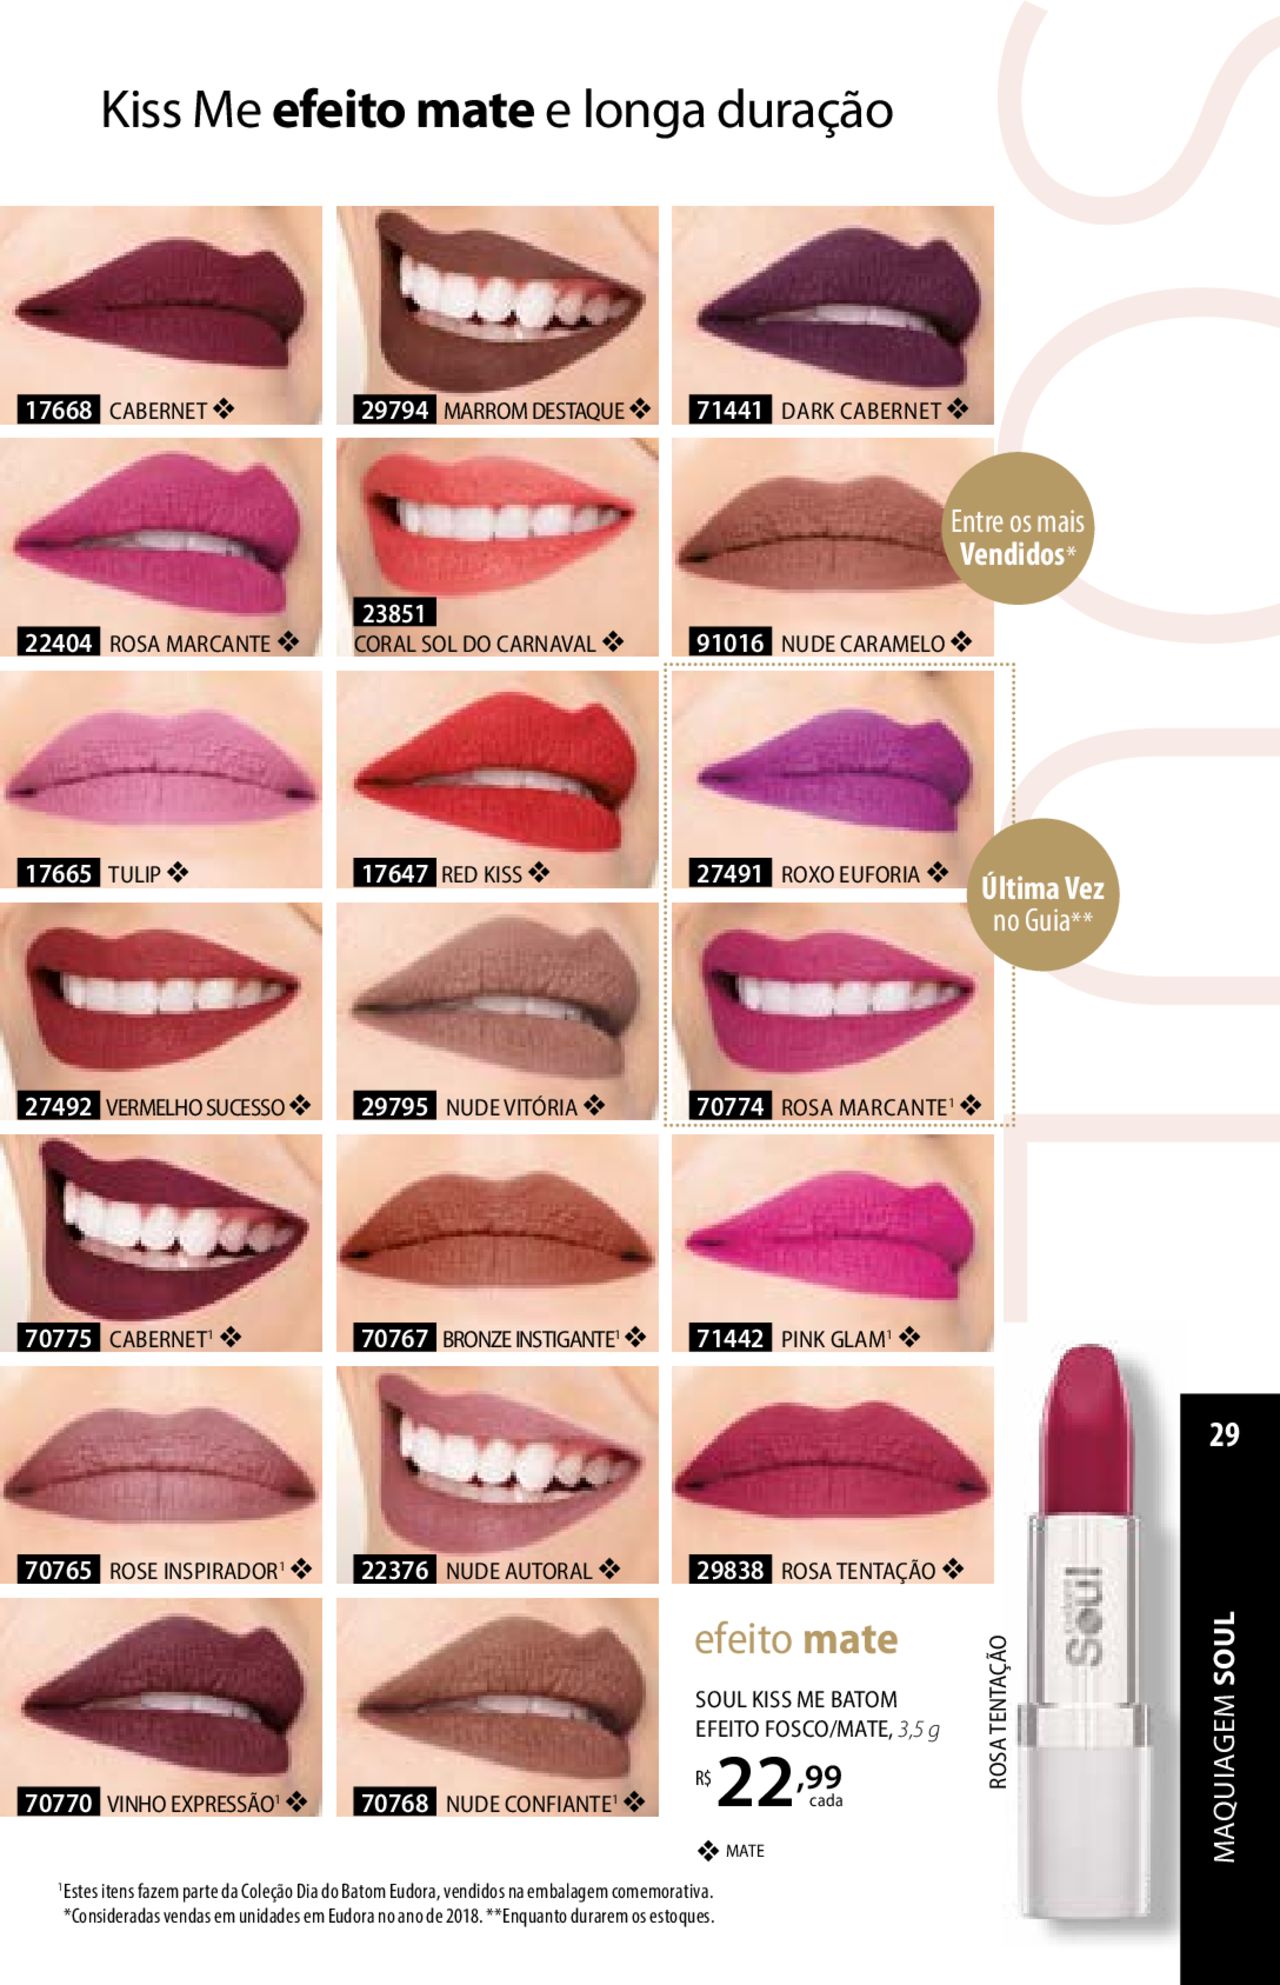 Kiss Me efeito mate e longa duração
17668 CABERNET ❖
29794 MARROM DESTAQUE ❖
71441 DARK CABERNET ❖
22404 ROSA MARCANTE ❖
23851
CORAL SOL DO CARNAVAL ❖
91016 NUDE CARAMELO ❖
Entre os mais
Vendidos*
17665 TULIP ❖
17647 RED KISS ❖
27491 ROXO EUFORIA ❖
Última Vez
no Guia**
27492 VERMELHO SUCESSO ❖
29795 NUDE VITÓRIA ❖
70774 ROSA MARCANTE¹ ❖
70775 CABERNET¹ ❖
70767 BRONZE INSTIGANTE¹ ❖
71442 PINK GLAM¹ ❖
70765 ROSE INSPIRADOR¹ ❖
22376 NUDE AUTORAL ❖
29838 ROSA TENTAÇÃO ❖
70770 VINHO EXPRESSÃO¹ ❖
70768 NUDE CONFIANTE¹ ❖
efeito mate
SOUL KISS ME BATOM
EFEITO FOSCO/MATE, 3,5 g
R$ 22,99
cada
❖ MATE
ROSA TENTAÇÃO
eudora
Soul
29
MAQUIAGEM SOUL
SOUL
¹Estes itens fazem parte da Coleção Dia do Batom Eudora, vendidos na embalagem comemorativa.
*Consideradas vendas em unidades em Eudora no ano de 2018. **Enquanto durarem os estoques.